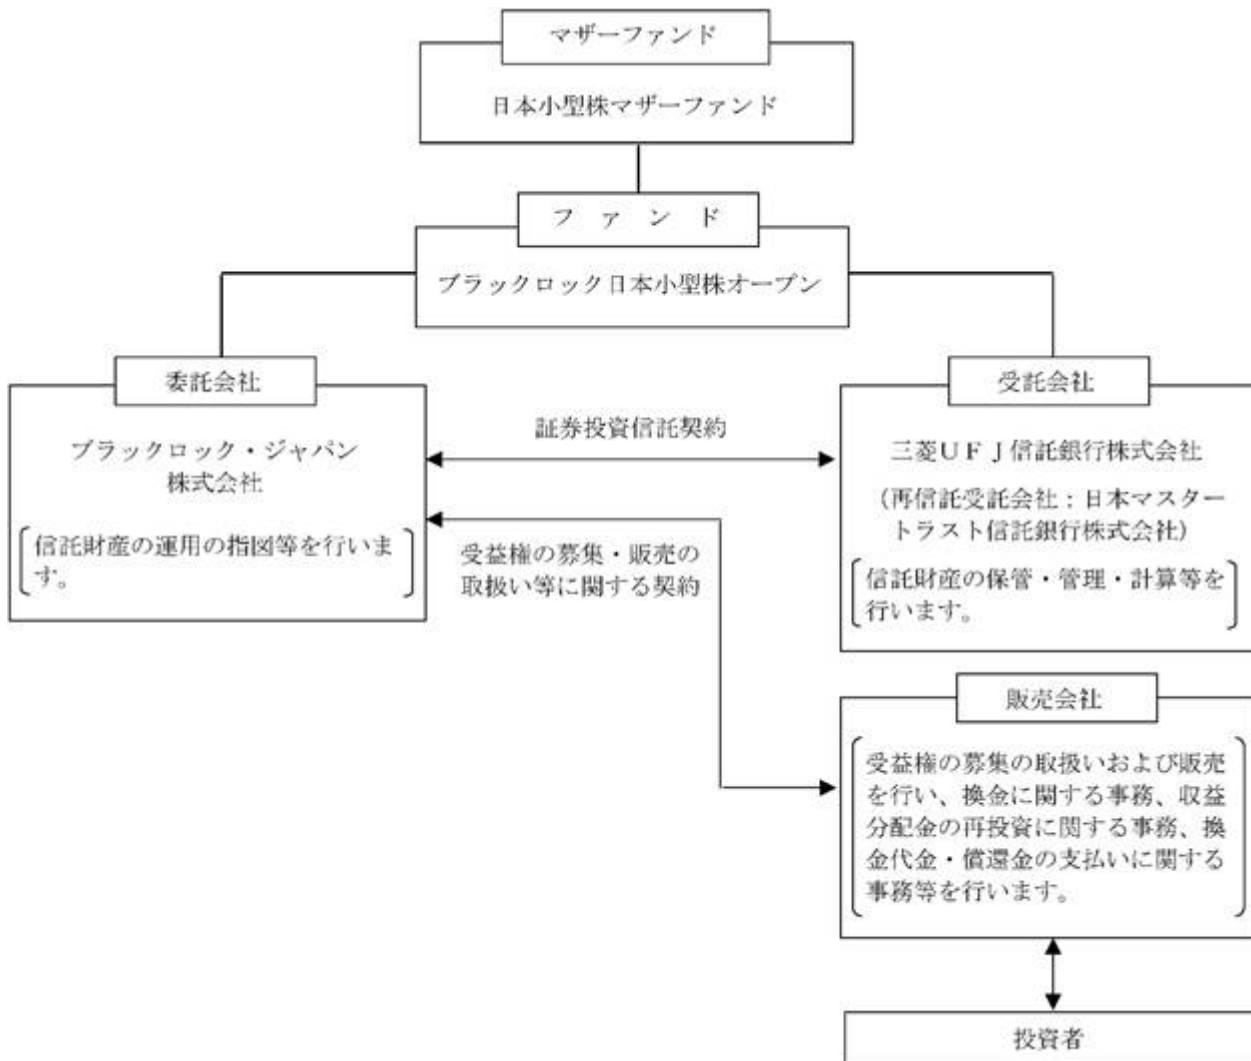 マザーファンド
日本小型株マザーファンド
ファンド
ブラックロック日本小型株オープン
委託会社
ブラックロック・ジャパン
株式会社
信託財産の運用の指図等を行いま
す。
証券投資信託契約
受益権の募集・販売の
取扱い等に関する契約
受託会社
三菱UFJ信託銀行株式会社
（再信託受託会社：日本マスター
トラスト信託銀行株式会社）
信託財産の保管・管理・計算等を
行います。
販売会社
受益権の募集の取扱いおよび販売
を行い、換金に関する事務、収益
分配金の再投資に関する事務、換
金代金・償還金の支払いに関する
事務等を行います。
投資者